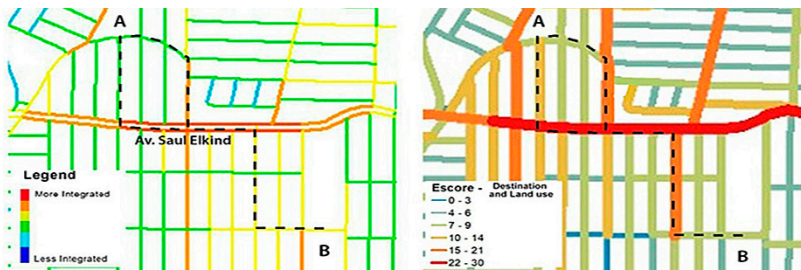 A
Av. Saul Elkind
Legend
More Integrated
Less Integrated
B
A
Escore - Destination
and Land use
0 - 3
4 - 6
7 - 9
10 - 14
15 - 21
22 - 30
B